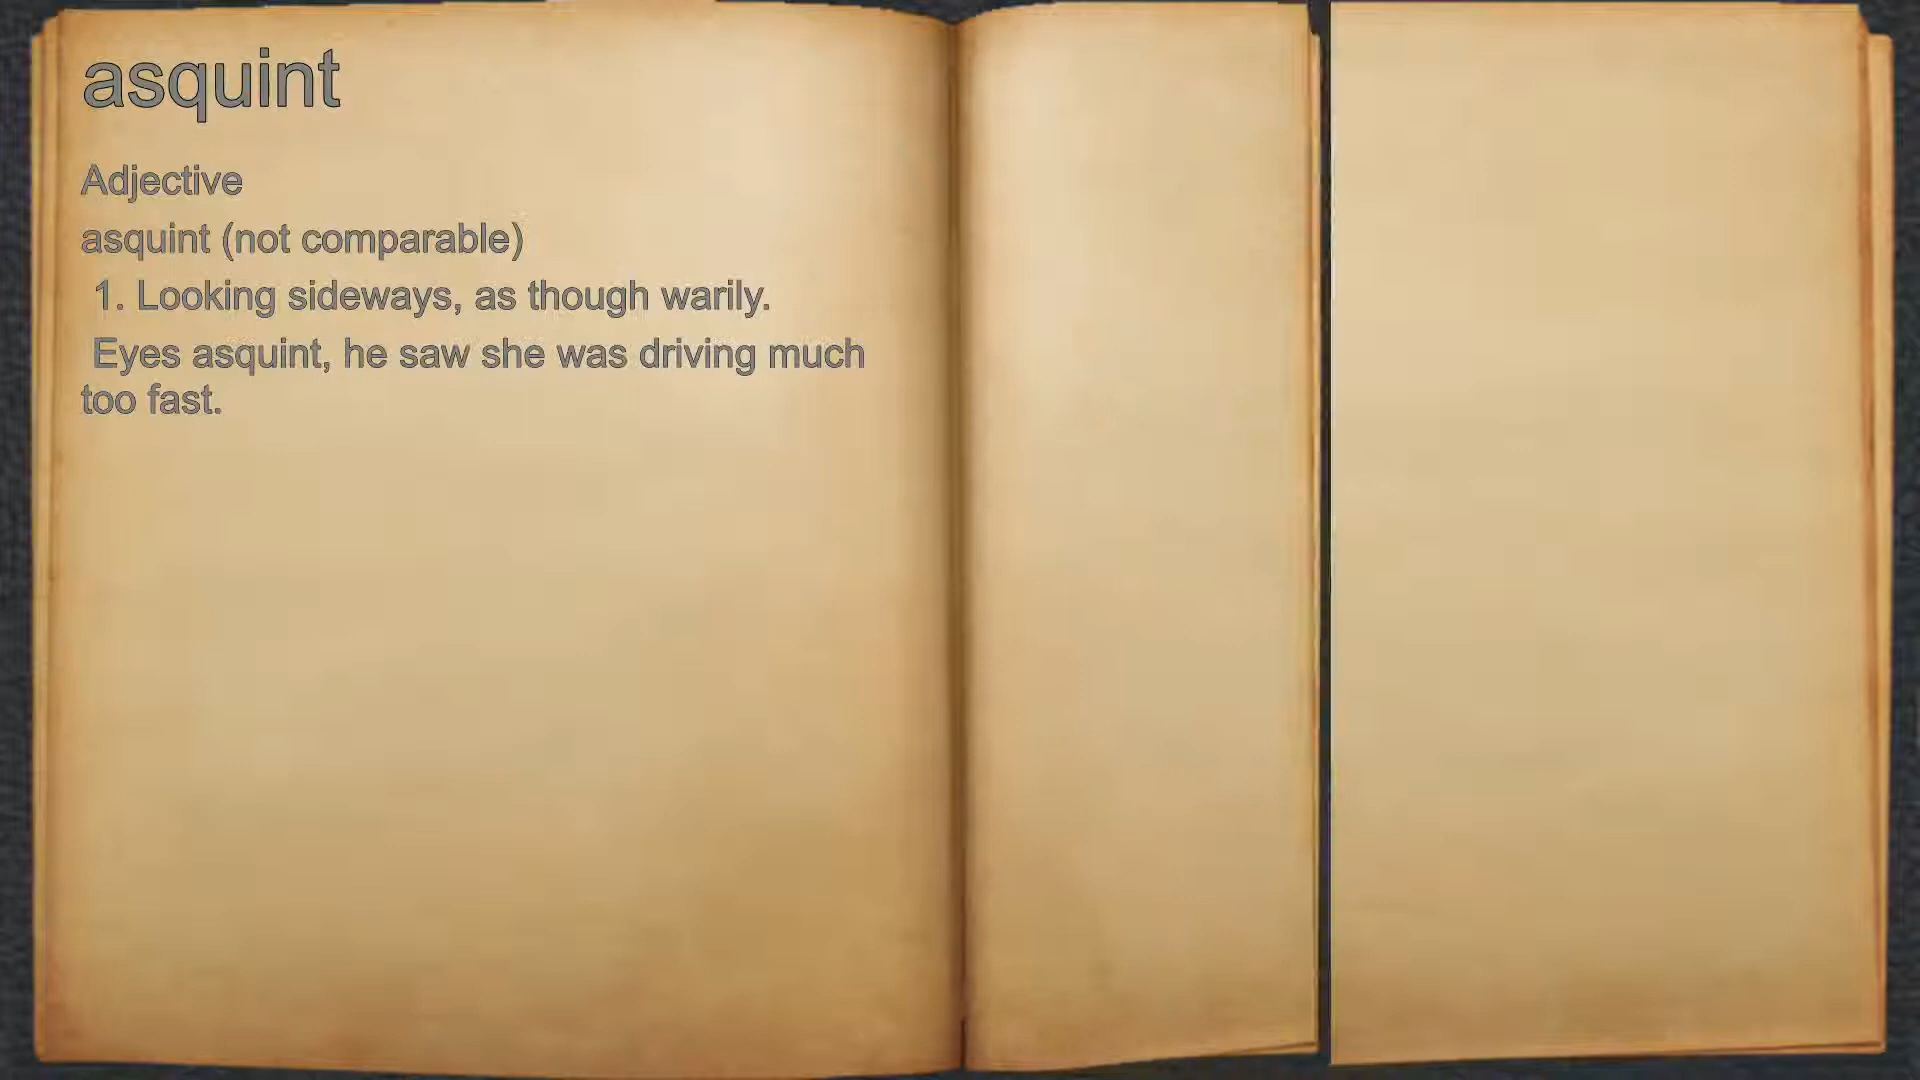 asquint
Adjective
asquint (not comparable)
1. Looking sideways, as though warily.
Eyes asquint, he saw she was driving much
too fast.